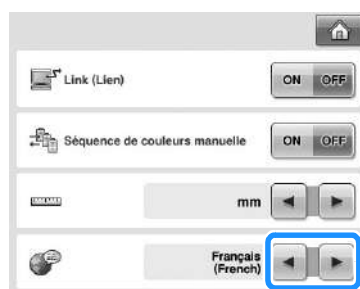 Link (Lien)
ON OFF
Séquence de couleurs manuelle
ON OFF
mm
Français
(French)